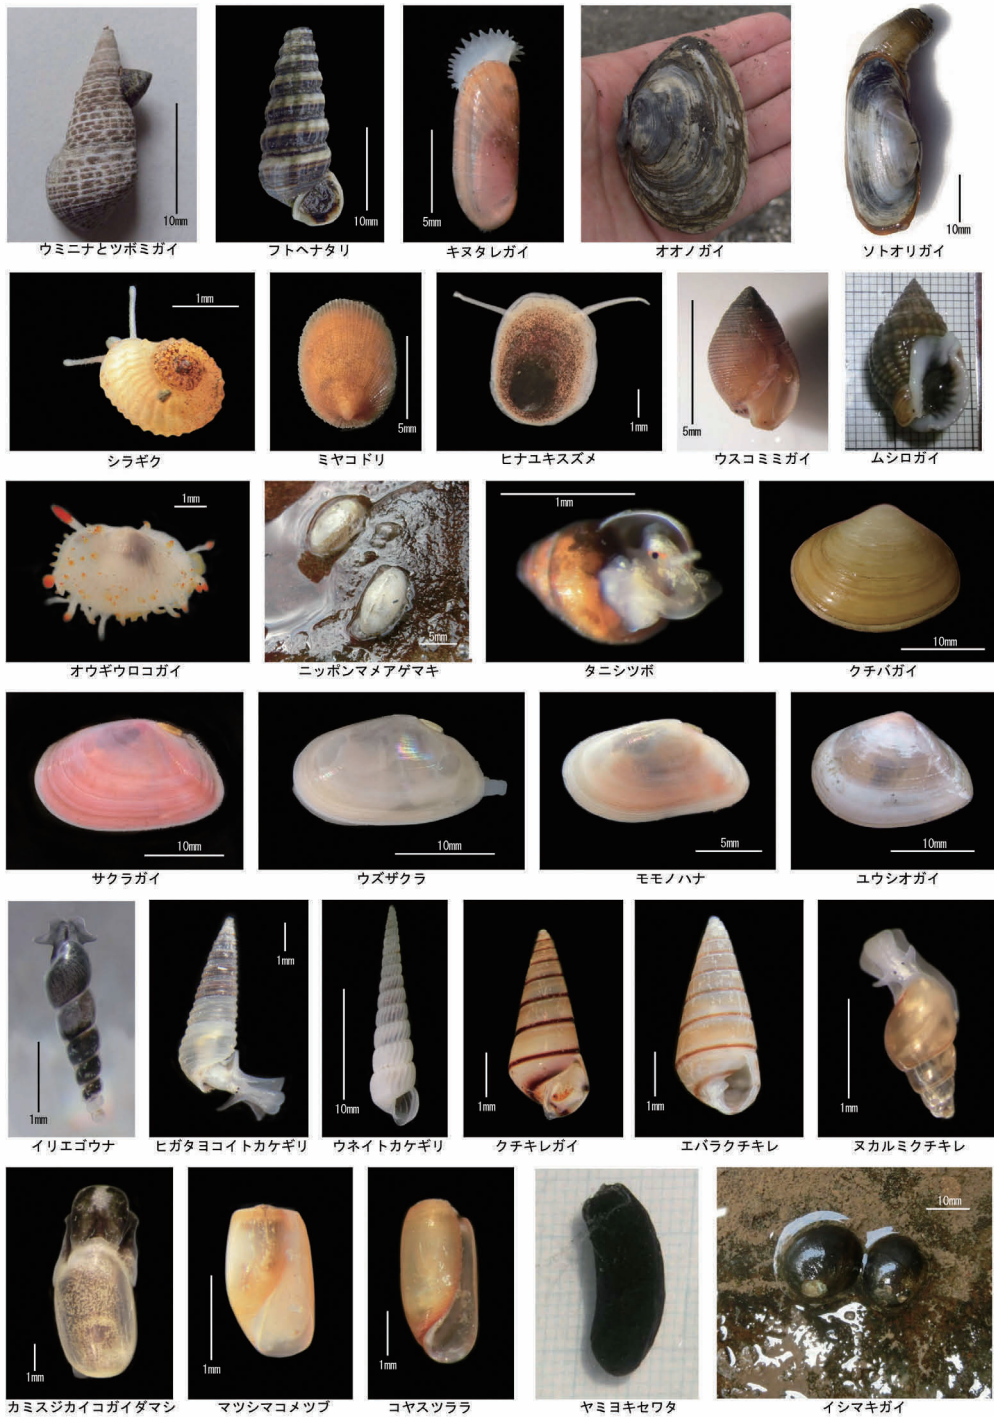 10mm
10mm
5mm
10mm
ウミニナとツボミガイ
フトヘナタリ
キヌタレガイ
オオノガイ
ソトオリガイ
1mm
5mm
1mm
5mm
シラギク
ミヤコドリ
ヒナユキスズメ
ウスコミミガイ
ムシロガイ
1mm
5mm
1mm
10mm
オウギウロコガイ
ニッポンマメアゲマキ
タニシツボ
クチバガイ
10mm
10mm
5mm
10mm
サクラガイ
ウズザクラ
モモノハナ
ユウシオガイ
1mm
1mm
10mm
1mm
1mm
1mm
イリエゴウナ
ヒガタヨコイトカケギリ
ウネイトカケギリ
クチキレガイ
エバラクチキレ
ヌカルミクチキレ
1mm
1mm
1mm
10mm
カミスジカイコガイダマシ
マツシマコメツブ
コヤスツララ
ヤミヨキセワタ
イシマキガイ